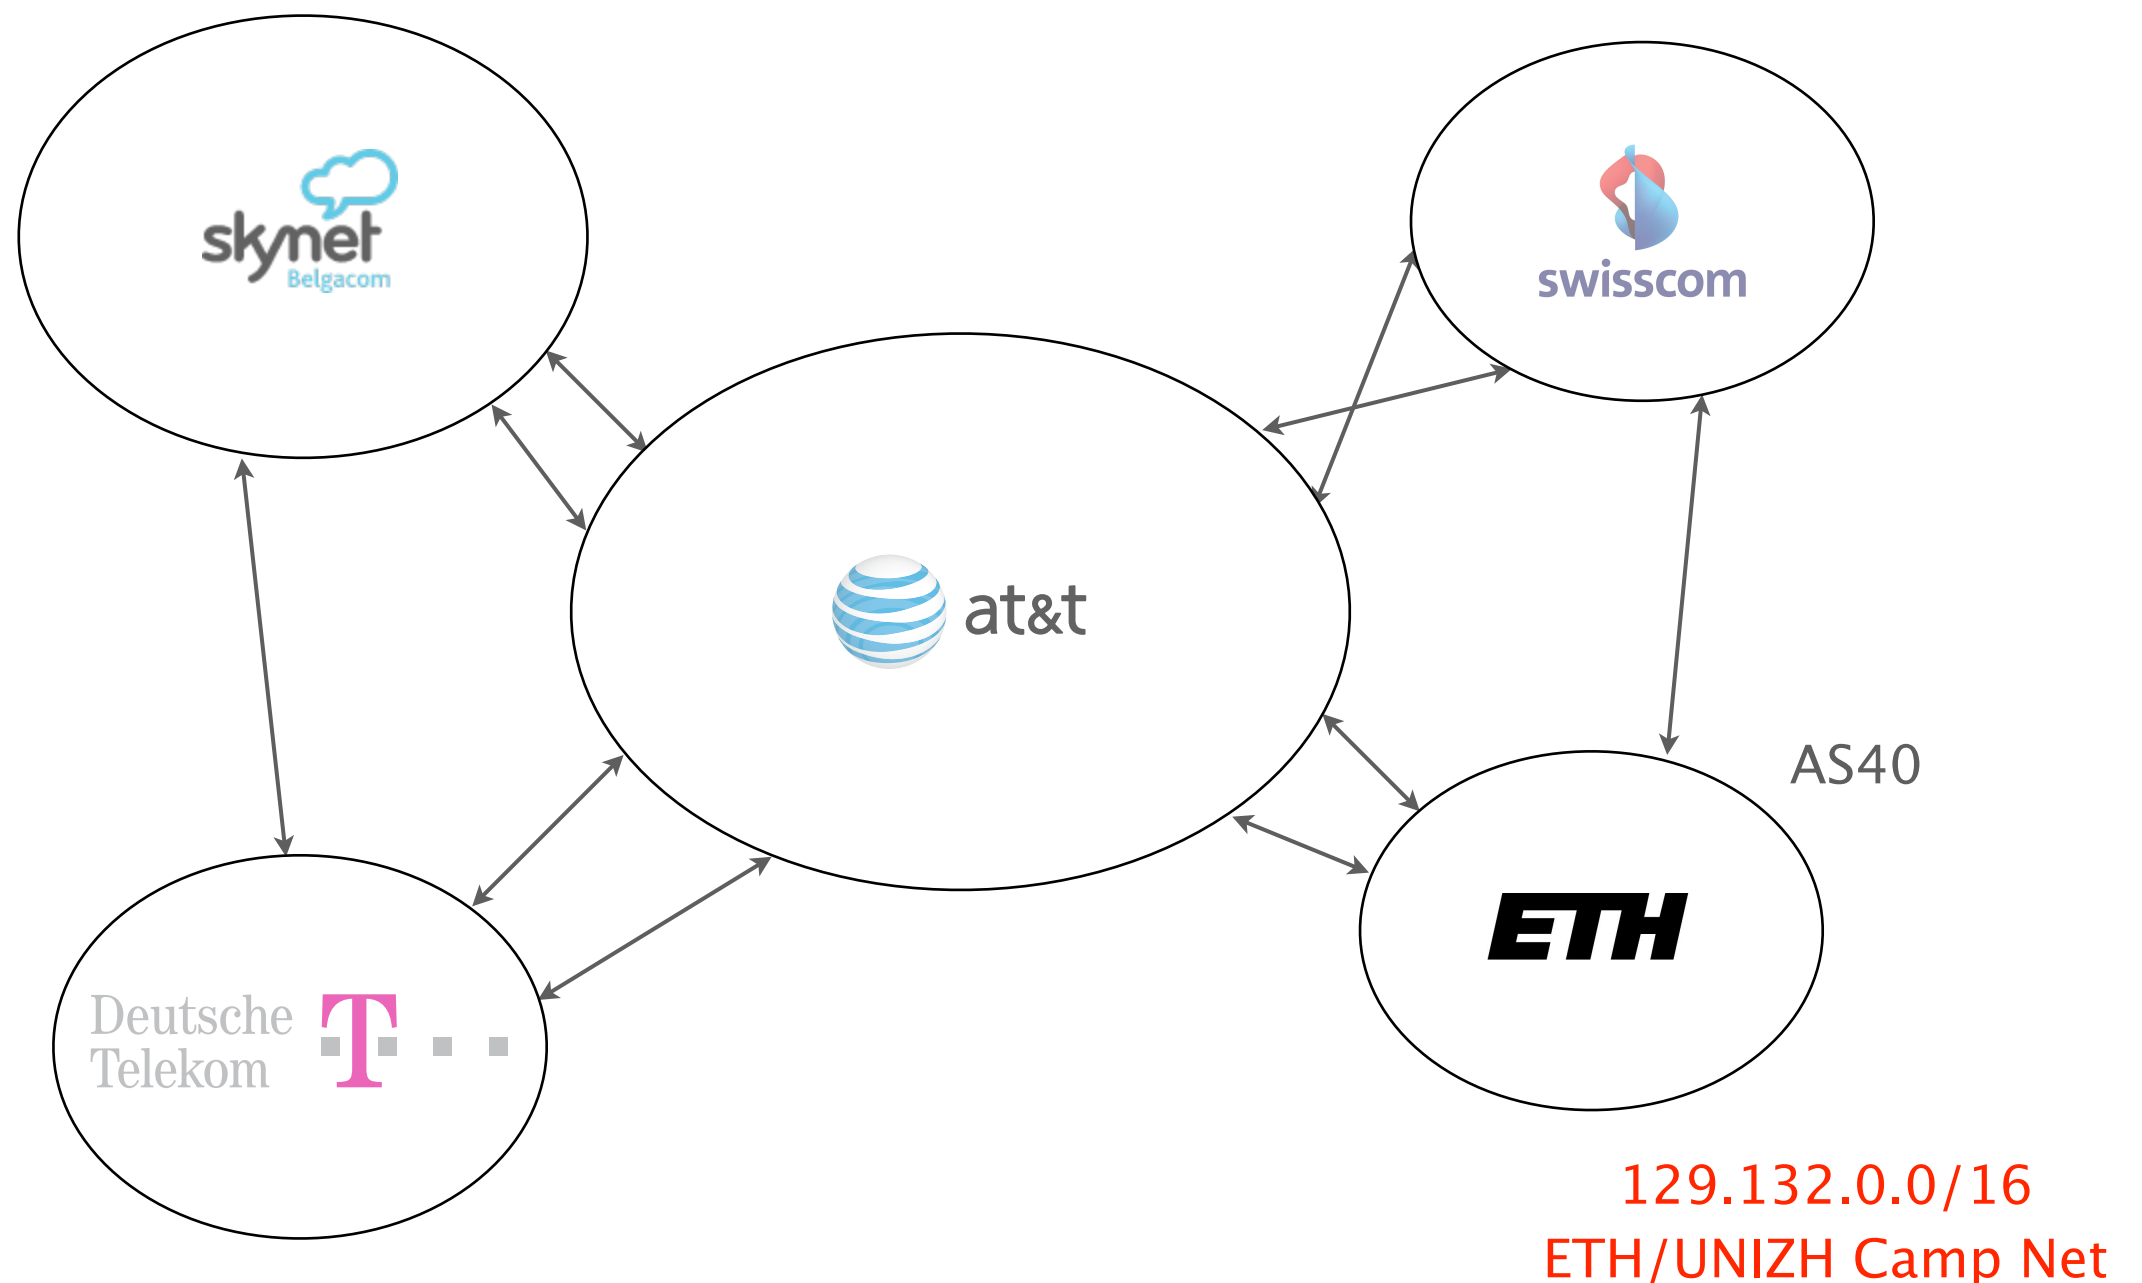 skynet
Belgacom
swisscom
at&t
AS40
ETH
Deutsche
Telekom
T
129.132.0.0/16
ETH/UNIZH Camp Net